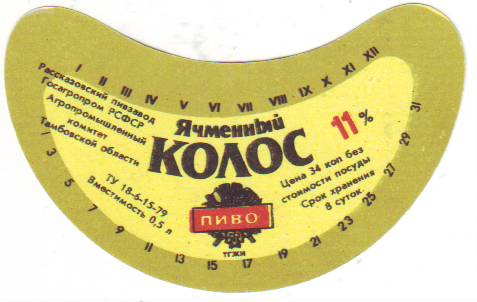 I II III IV V VI VII VIII IX X XI XII
Рассказовский пивзавод
Госагропром РСФСР
Агропромышленный
комитет
Тамбовской области
ТУ 18-6-15-79
Вместимость 0,5 л
Ячменный
КОЛОС
11 %
ПИВО
ТГЖИ
Цена 34 коп без
стоимости посуды
Срок хранения
8 суток
1 3 5 7 9 11 13 15 17 19 21 23 25 27 29 31